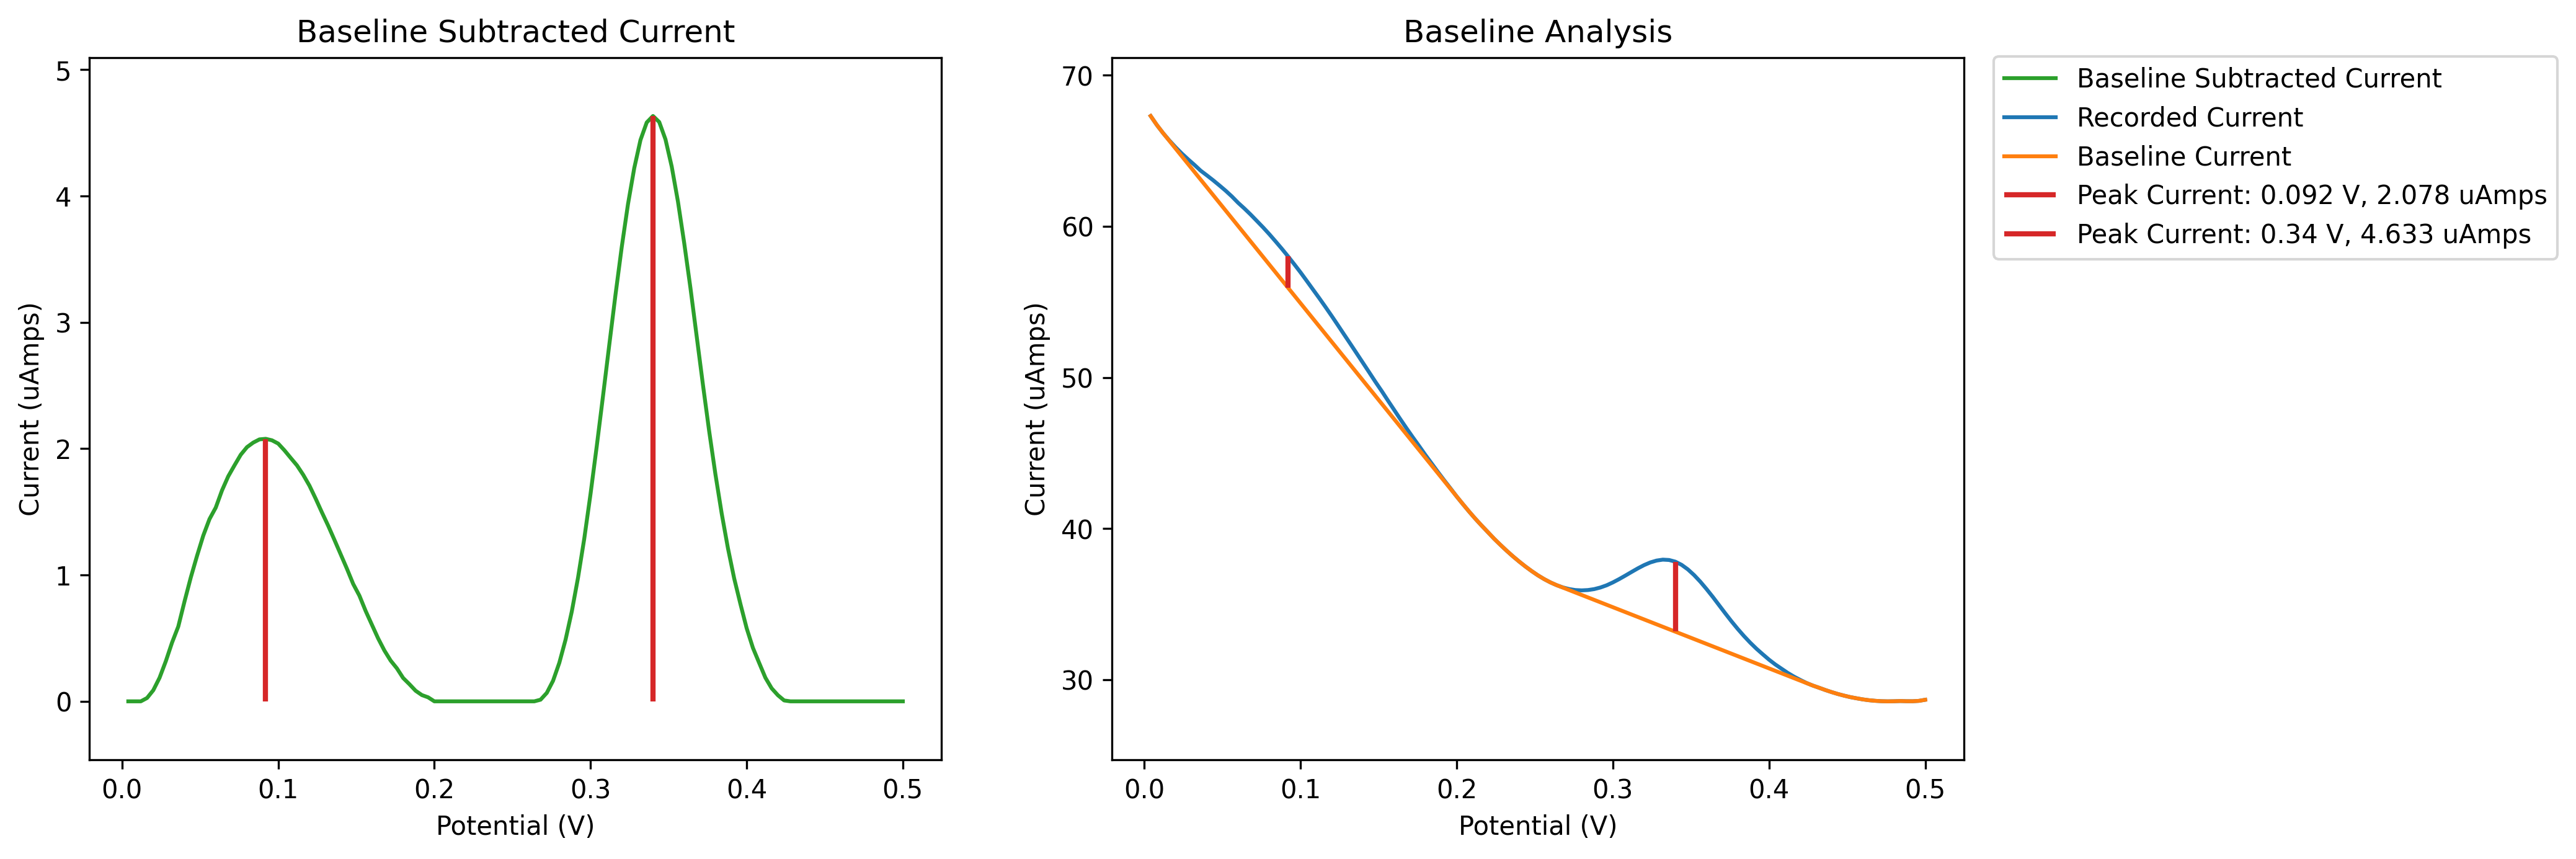 Baseline Subtracted Current
5
4
3
2
1
0
Current (uAmps)
0.0 0.1 0.2 0.3 0.4 0.5
Potential (V)
Baseline Analysis
70
60
50
40
30
Current (uAmps)
0.0 0.1 0.2 0.3 0.4 0.5
Potential (V)
Baseline Subtracted Current
Recorded Current
Baseline Current
Peak Current: 0.092 V, 2.078 uAmps
Peak Current: 0.34 V, 4.633 uAmps